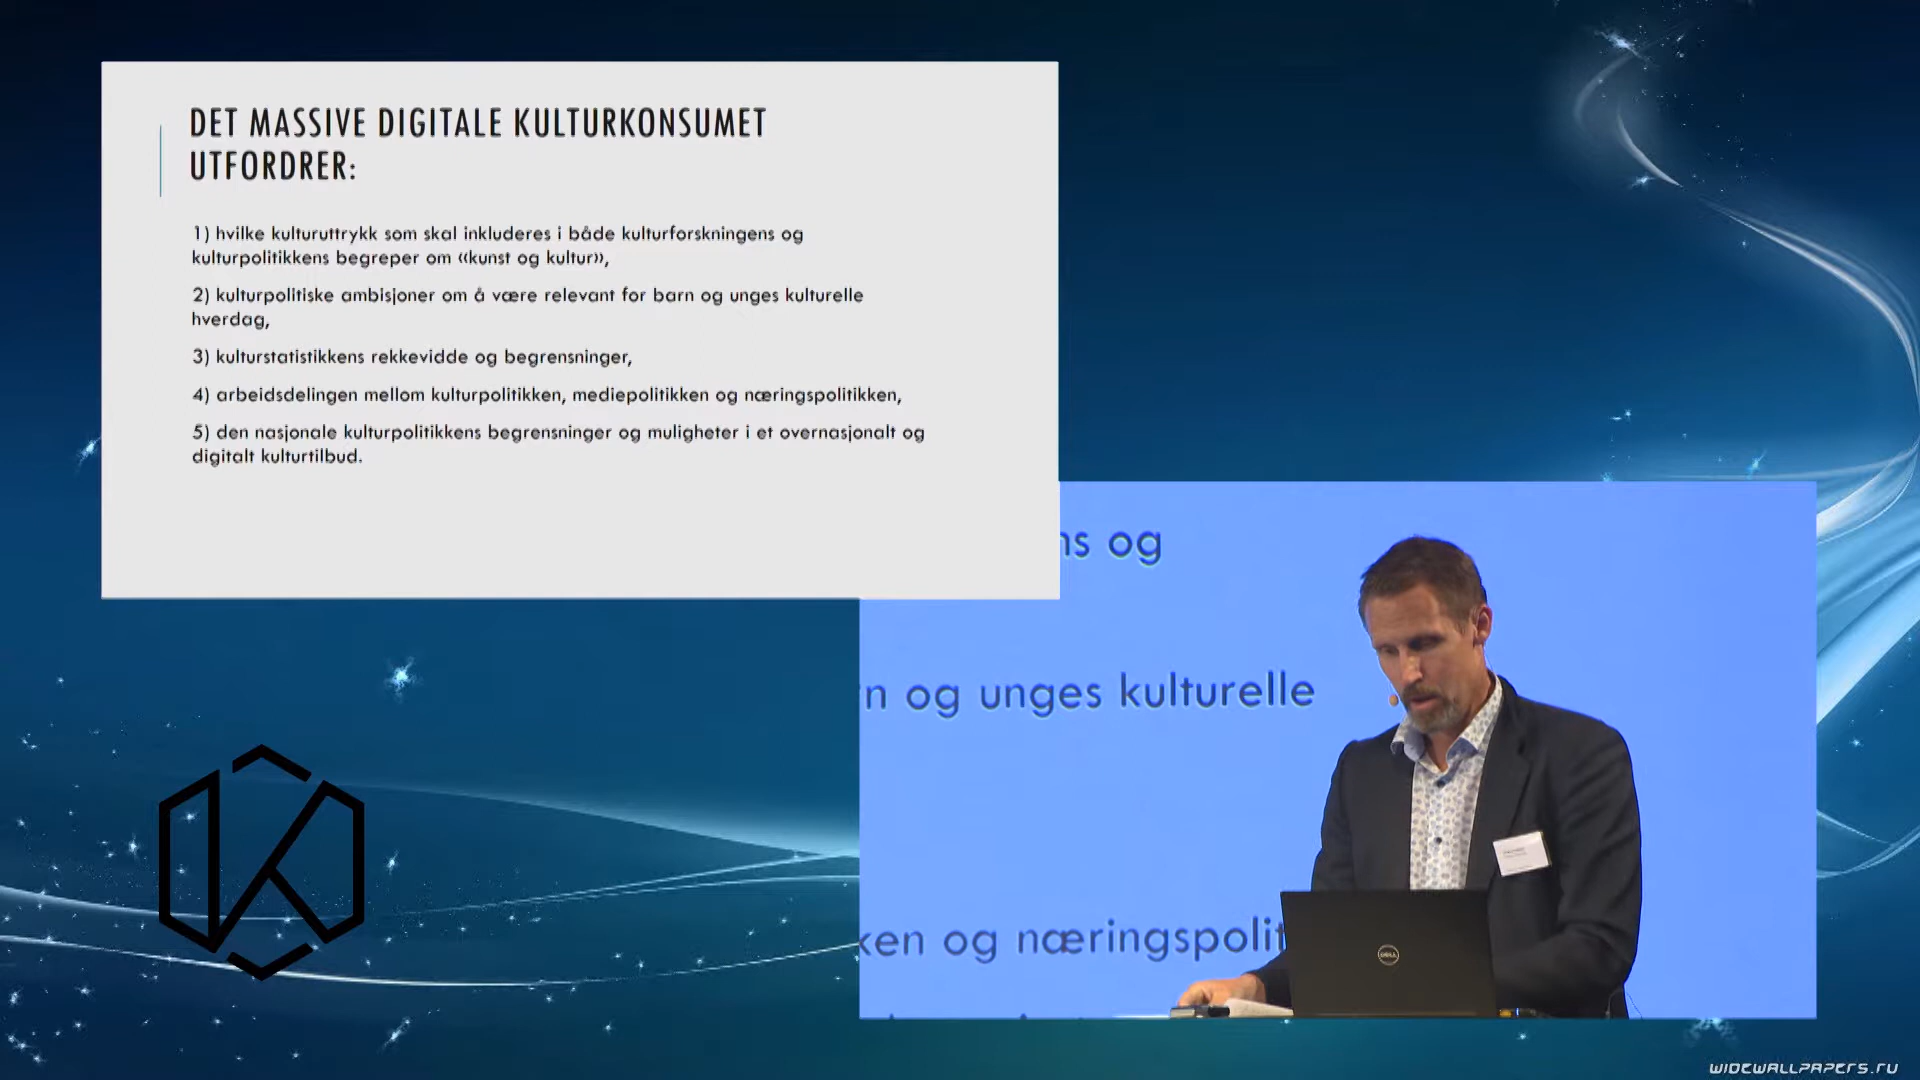 DET MASSIVE DIGITALE KULTURKONSUMET
UTFORDRER:
1) hvilke kulturuttrykk som skal inkluderes i både kulturforskningens og
kulturpolitikkens begreper om «kunst og kultur»,
2) kulturpolitiske ambisjoner om å være relevant for barn og unges kulturelle
hverdag,
3) kulturstatistikkens rekkevidde og begrensninger,
4) arbeidsdelingen mellom kulturpolitikken, mediepolitikken og næringspolitikken,
5) den nasjonale kulturpolitikkens begrensninger og muligheter i et overnasjonalt og
digitalt kulturtilbud.
ns og
n og unges kulturelle
ken og næringspolit
DELL
WIDEWALLPAPERS.RU